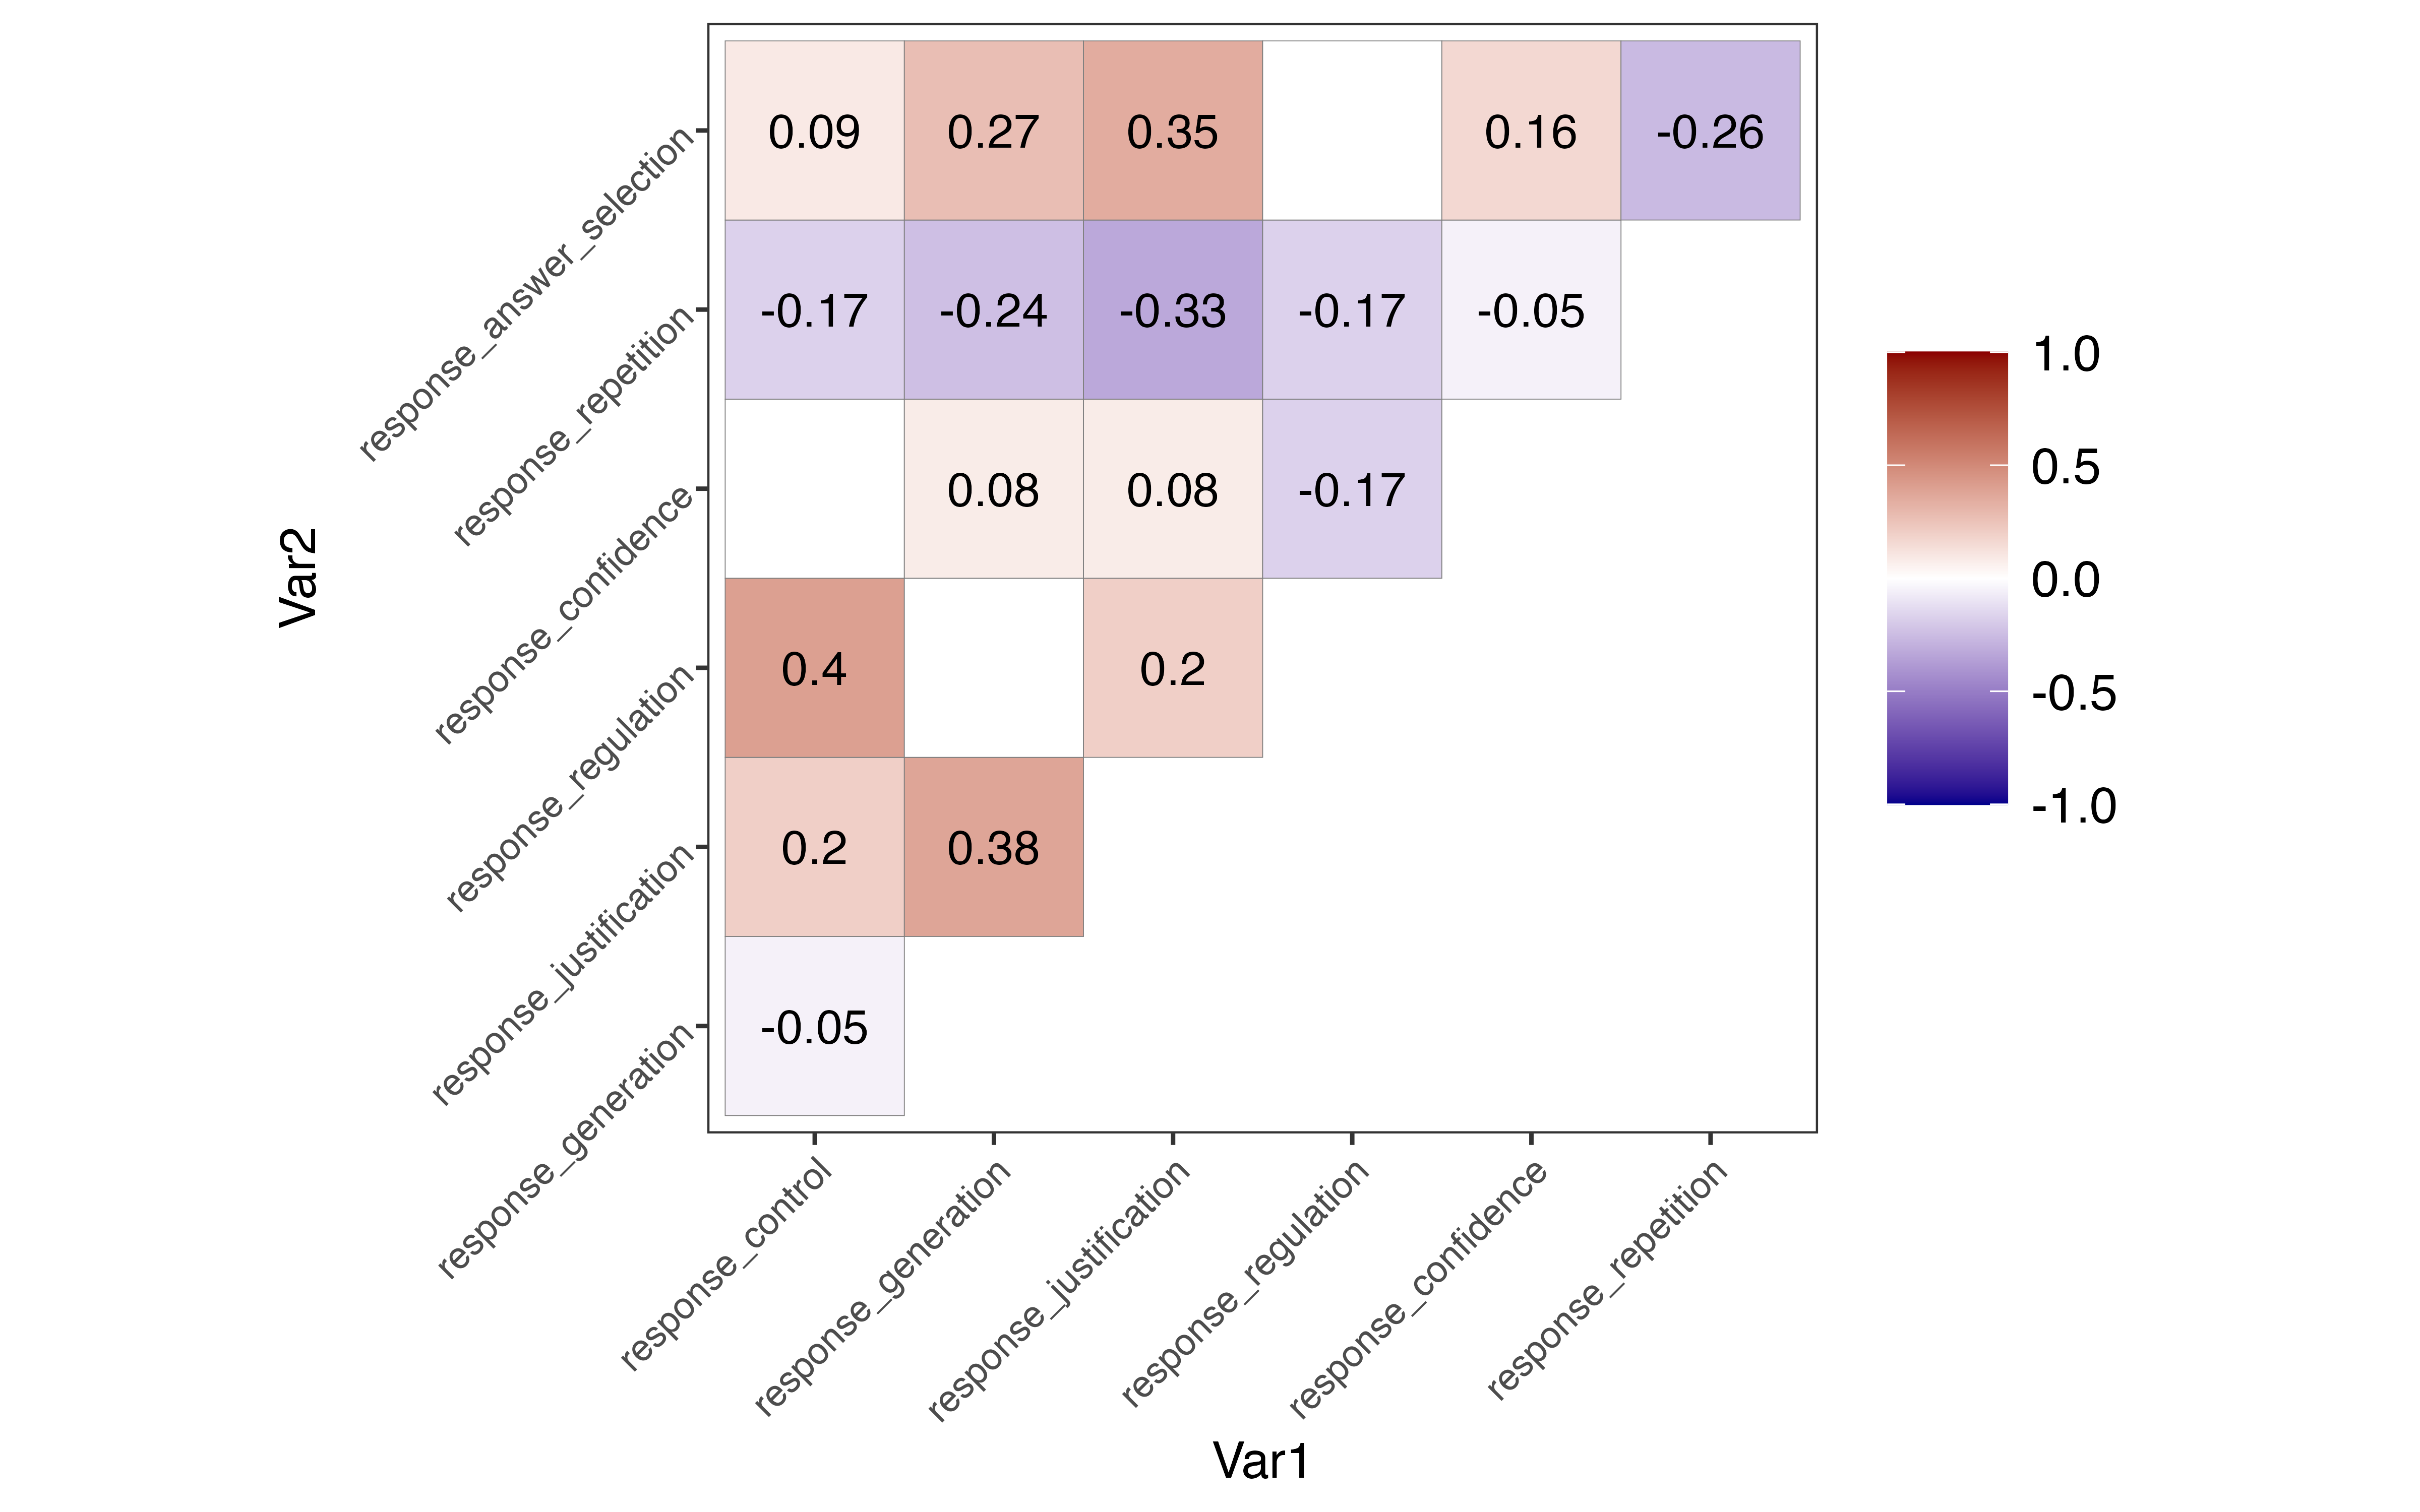 0.09 0.27 0.35 0.16 -0.26
-0.17 -0.24 -0.33 -0.17 -0.05
0.08 0.08 -0.17
0.4 0.2
0.2 0.38
-0.05
response_answer_selection
response_repetition
response_confidence
response_regulation
response_justification
response_generation
Var2
response_control
response_generation
response_justification
response_regulation
response_confidence
response_repetition
Var1
1.0
0.5
0.0
-0.5
-1.0